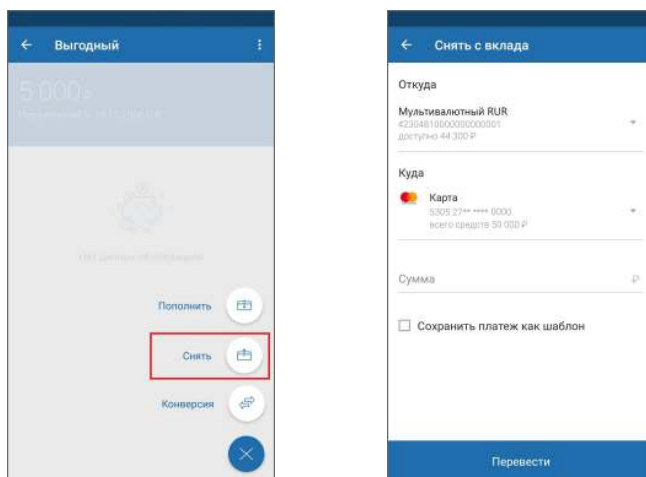 Выгодный
5 000 ₽
Пополнить
Снять
Конверсия
Снять с вклада
Откуда
Мультивалютный RUR
42304810000000000001
доступно 44 300 ₽
Куда
Карта
5305 27** **** 0000
всего средств 50 000 ₽
Сумма ₽
Сохранить платеж как шаблон
Перевести